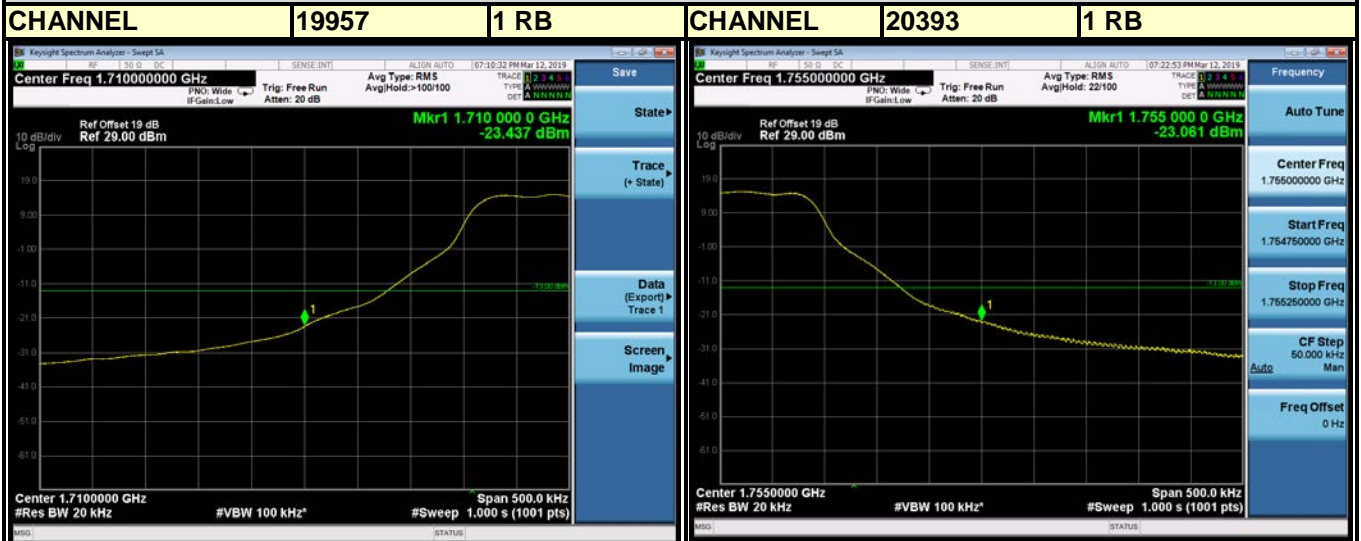 CHANNEL 19957 1 RB CHANNEL 20393 1 RB
Keysight Spectrum Analyzer - Swept SA
RF 50 Ω DC SENSE:INT ALIGN AUTO 07:10:32 PM Mar 12, 2019
Center Freq 1.710000000 GHz
PNO: Wide
IFGain:Low
Trig: Free Run
Atten: 20 dB
Avg Type: RMS
Avg|Hold:>100/100
TRACE 1 2 3 4 5 6
TYPE A WWWWW
DET A N N N N N
Ref Offset 19 dB
10 dB/div Ref 29.00 dBm
Log
Mkr1 1.710 000 0 GHz
-23.437 dBm
19.0
9.00
-1.00
-11.0
-13.00 dBm
-21.0
-31.0
-41.0
-51.0
-61.0
1
Center 1.7100000 GHz Span 500.0 kHz
#Res BW 20 kHz #VBW 100 kHz* #Sweep 1.000 s (1001 pts)
MSG STATUS
Save
State
Trace
(+ State)
Data
(Export)
Trace 1
Screen
Image
Keysight Spectrum Analyzer - Swept SA
RF 50 Ω DC SENSE:INT ALIGN AUTO 07:22:53 PM Mar 12, 2019
Center Freq 1.755000000 GHz
PNO: Wide
IFGain:Low
Trig: Free Run
Atten: 20 dB
Avg Type: RMS
Avg|Hold: 22/100
TRACE 1 2 3 4 5 6
TYPE A WWWWW
DET A N N N N N
Ref Offset 19 dB
10 dB/div Ref 29.00 dBm
Log
Mkr1 1.755 000 0 GHz
-23.061 dBm
19.0
9.00
-1.00
-11.0
-13.00 dBm
-21.0
-31.0
-41.0
-51.0
-61.0
1
Center 1.7550000 GHz Span 500.0 kHz
#Res BW 20 kHz #VBW 100 kHz* #Sweep 1.000 s (1001 pts)
MSG STATUS
Frequency
Auto Tune
Center Freq
1.755000000 GHz
Start Freq
1.754750000 GHz
Stop Freq
1.755250000 GHz
CF Step
50.000 kHz
Auto Man
Freq Offset
0 Hz